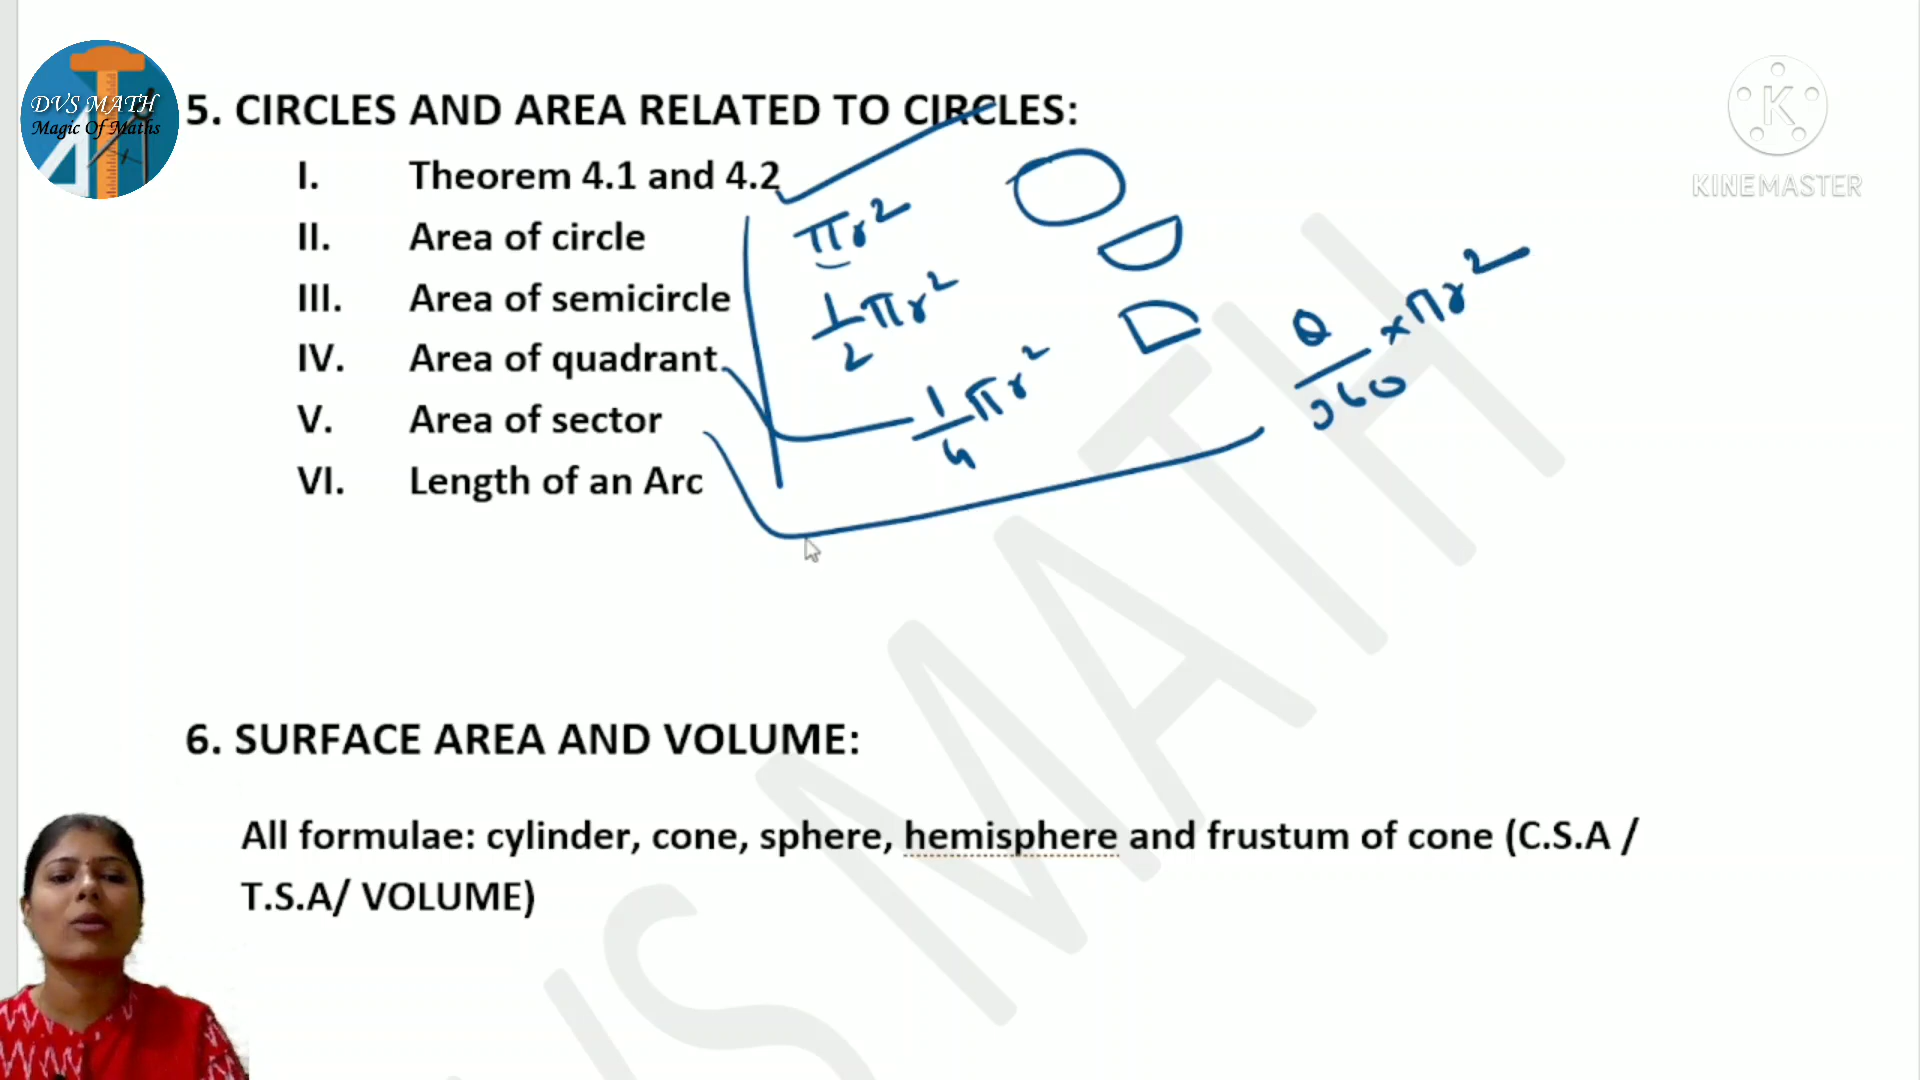 DVS MATH
Magic Of Maths
KINEMASTER
5. CIRCLES AND AREA RELATED TO CIRCLES:
I. Theorem 4.1 and 4.2
II. Area of circle πr²
III. Area of semicircle 1/2 πr²
IV. Area of quadrant. 1/4 πr²
V. Area of sector θ/360 × πr²
VI. Length of an Arc
6. SURFACE AREA AND VOLUME:
All formulae: cylinder, cone, sphere, hemisphere and frustum of cone (C.S.A /
T.S.A/ VOLUME)
VS MATH